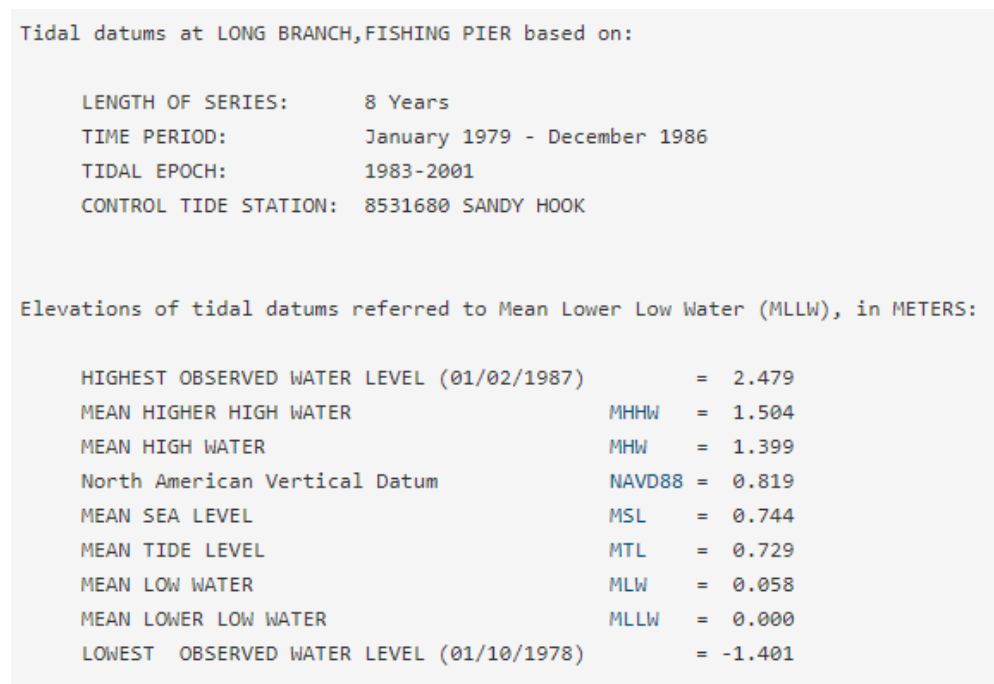 Tidal datums at LONG BRANCH,FISHING PIER based on:
LENGTH OF SERIES: 8 Years
TIME PERIOD: January 1979 - December 1986
TIDAL EPOCH: 1983-2001
CONTROL TIDE STATION: 8531680 SANDY HOOK
Elevations of tidal datums referred to Mean Lower Low Water (MLLW), in METERS:
HIGHEST OBSERVED WATER LEVEL (01/02/1987) = 2.479
MEAN HIGHER HIGH WATER MHHW = 1.504
MEAN HIGH WATER MHW = 1.399
North American Vertical Datum NAVD88 = 0.819
MEAN SEA LEVEL MSL = 0.744
MEAN TIDE LEVEL MTL = 0.729
MEAN LOW WATER MLW = 0.058
MEAN LOWER LOW WATER MLLW = 0.000
LOWEST OBSERVED WATER LEVEL (01/10/1978) = -1.401